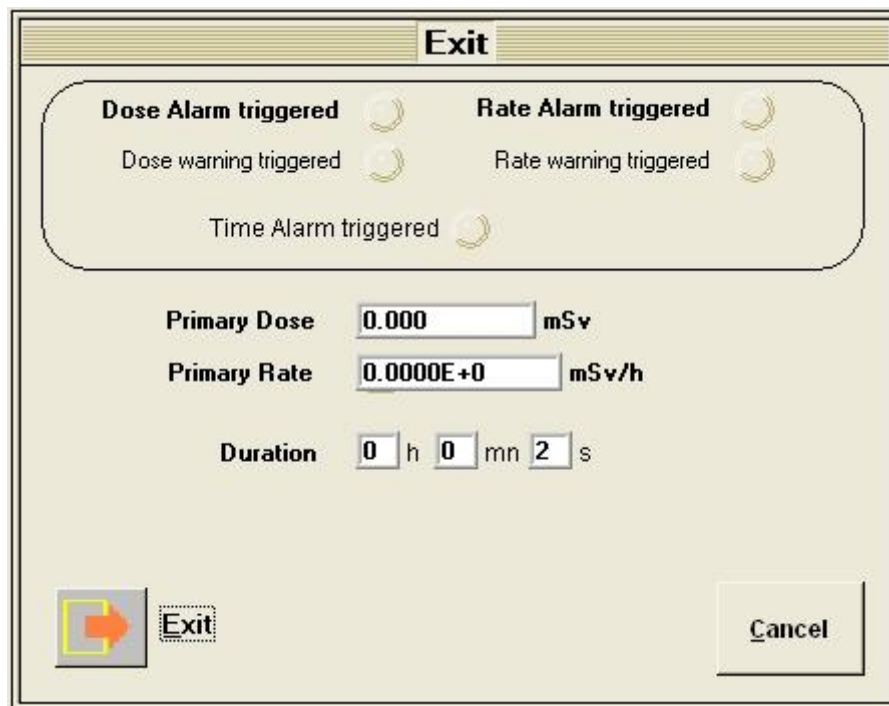 Exit
Dose Alarm triggered Rate Alarm triggered
Dose warning triggered Rate warning triggered
Time Alarm triggered
Primary Dose 0.000 mSv
Primary Rate 0.0000E+0 mSv/h
Duration 0 h 0 mn 2 s
Exit
Cancel